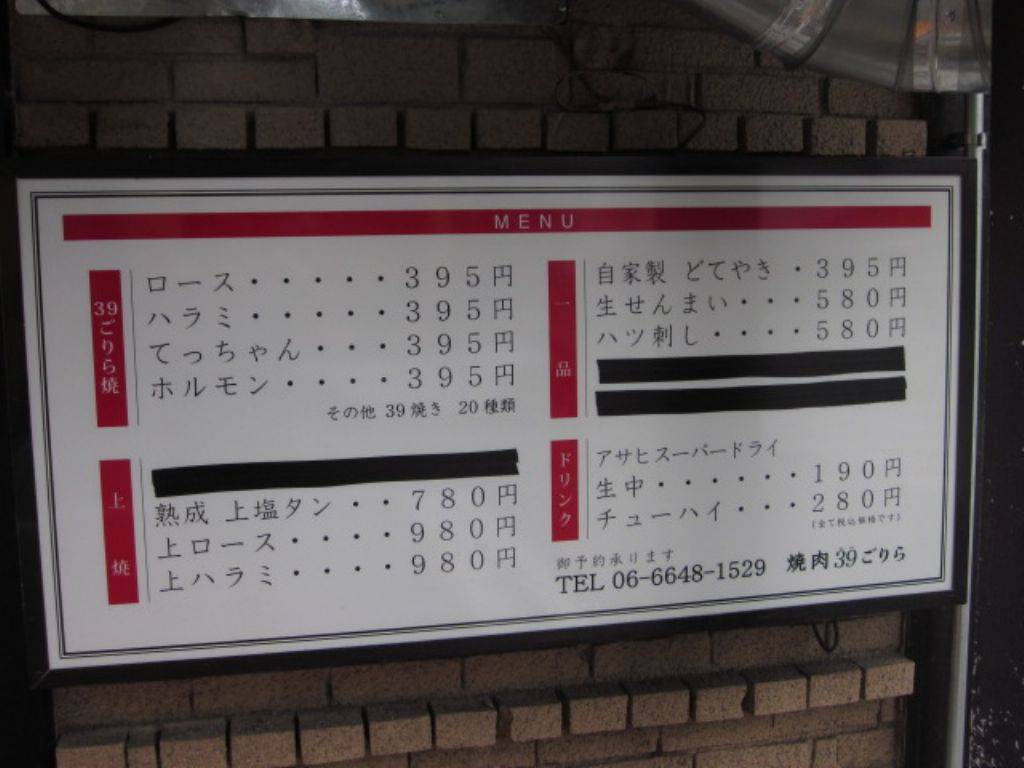 MENU
39ごりら焼
ロース・・・・・395円
ハラミ・・・・・395円
てっちゃん・・・395円
ホルモン・・・・395円
その他 39焼き 20種類
上焼
熟成 上塩タン・・780円
上ロース・・・・980円
上ハラミ・・・・980円
一品
自家製 どてやき・395円
生せんまい・・・580円
ハツ刺し・・・・580円
ドリンク
アサヒスーパードライ
生中・・・・・・190円
チューハイ・・・280円
(全て税込価格です)
御予約承ります
TEL 06-6648-1529 焼肉39ごりら